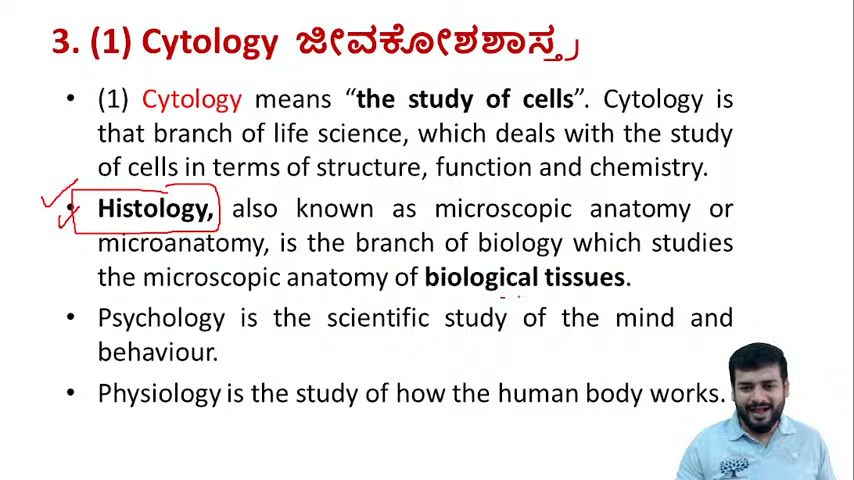 3. (1) Cytology ಜೀವಕೋಶಶಾಸ್ತ್ರ
• (1) Cytology means “the study of cells”. Cytology is
that branch of life science, which deals with the study
of cells in terms of structure, function and chemistry.
• Histology, also known as microscopic anatomy or
microanatomy, is the branch of biology which studies
the microscopic anatomy of biological tissues.
• Psychology is the scientific study of the mind and
behaviour.
• Physiology is the study of how the human body works.